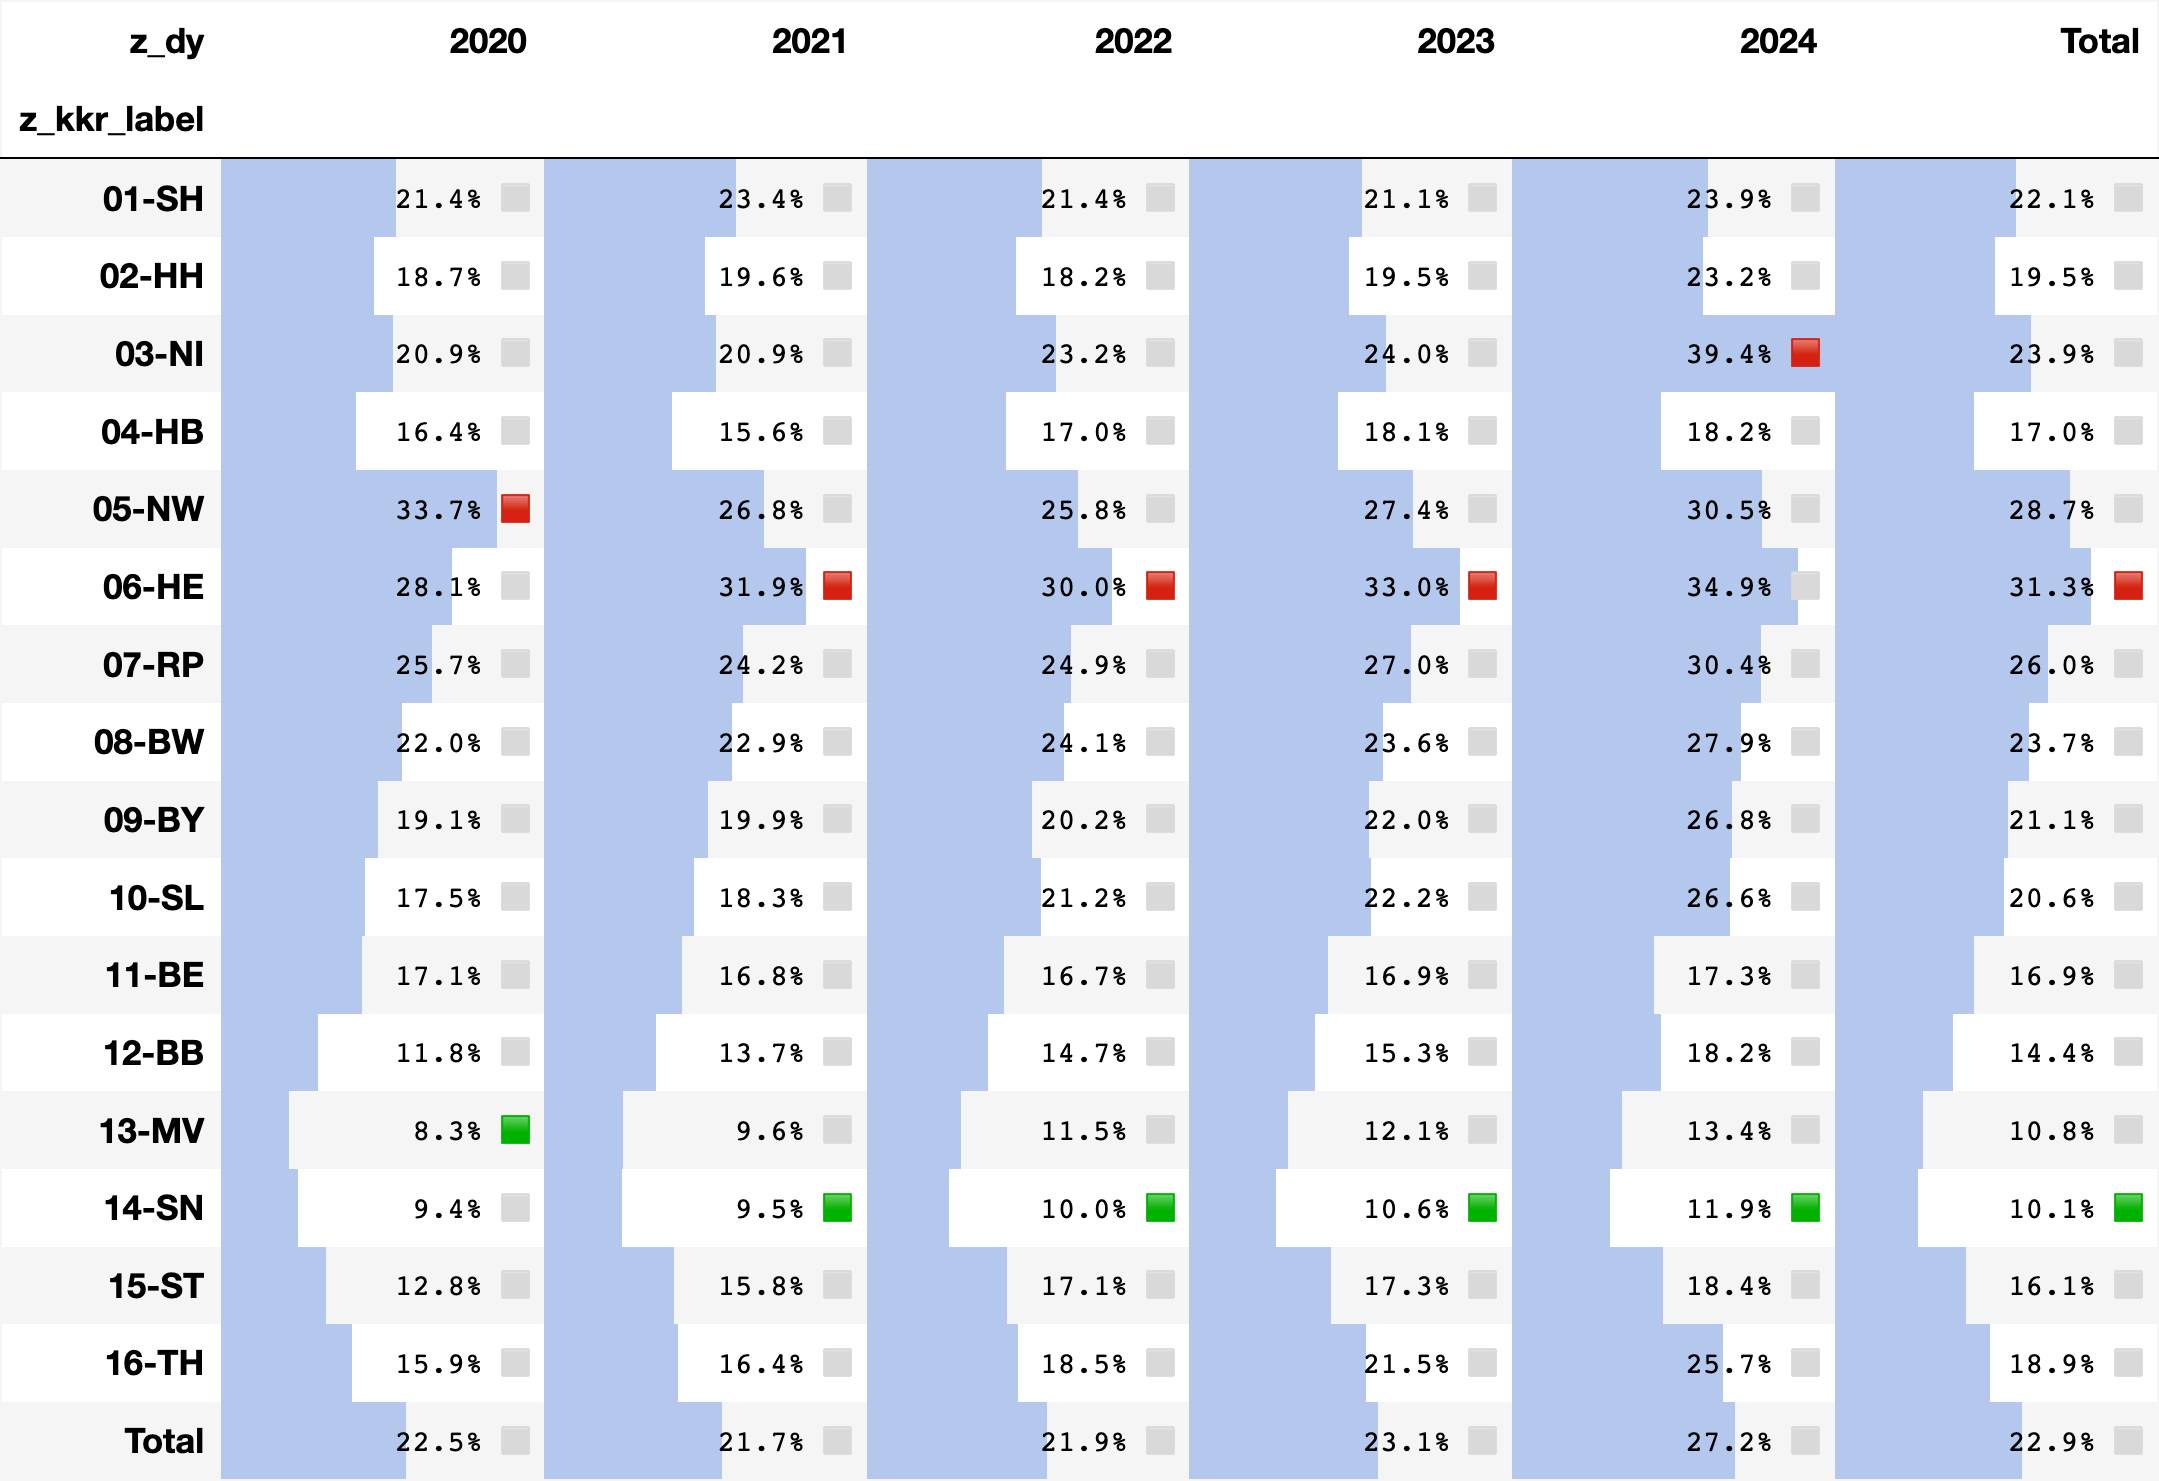 z_dy 2020 2021 2022 2023 2024 Total
z_kkr_label
01-SH 21.4% 23.4% 21.4% 21.1% 23.9% 22.1%
02-HH 18.7% 19.6% 18.2% 19.5% 23.2% 19.5%
03-NI 20.9% 20.9% 23.2% 24.0% 39.4% 23.9%
04-HB 16.4% 15.6% 17.0% 18.1% 18.2% 17.0%
05-NW 33.7% 26.8% 25.8% 27.4% 30.5% 28.7%
06-HE 28.1% 31.9% 30.0% 33.0% 34.9% 31.3%
07-RP 25.7% 24.2% 24.9% 27.0% 30.4% 26.0%
08-BW 22.0% 22.9% 24.1% 23.6% 27.9% 23.7%
09-BY 19.1% 19.9% 20.2% 22.0% 26.8% 21.1%
10-SL 17.5% 18.3% 21.2% 22.2% 26.6% 20.6%
11-BE 17.1% 16.8% 16.7% 16.9% 17.3% 16.9%
12-BB 11.8% 13.7% 14.7% 15.3% 18.2% 14.4%
13-MV 8.3% 9.6% 11.5% 12.1% 13.4% 10.8%
14-SN 9.4% 9.5% 10.0% 10.6% 11.9% 10.1%
15-ST 12.8% 15.8% 17.1% 17.3% 18.4% 16.1%
16-TH 15.9% 16.4% 18.5% 21.5% 25.7% 18.9%
Total 22.5% 21.7% 21.9% 23.1% 27.2% 22.9%